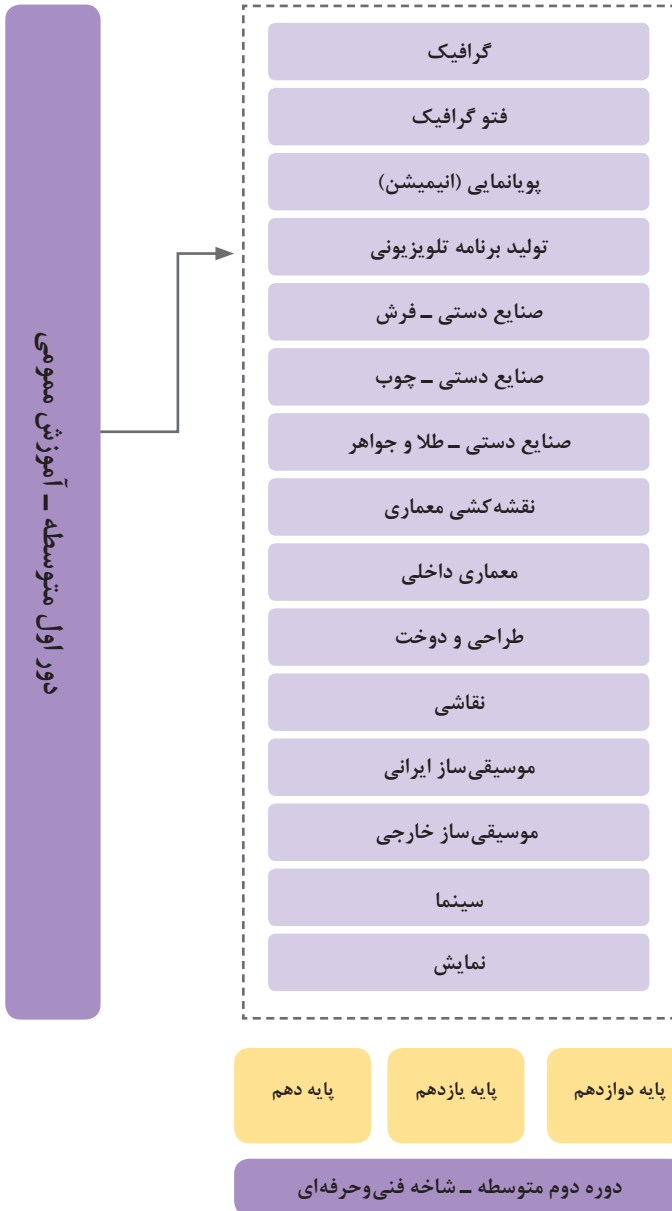 گرافیک
فتو گرافیک
پویانمایی (انیمیشن)
تولید برنامه تلویزیونی
صنایع دستی ـ فرش
صنایع دستی ـ چوب
صنایع دستی ـ طلا و جواهر
نقشه‌کشی معماری
معماری داخلی
طراحی و دوخت
نقاشی
موسیقی‌ساز ایرانی
موسیقی‌ساز خارجی
سینما
نمایش
دور اول متوسطه ـ آموزش ممومی
پایه دوازدهم
پایه یازدهم
پایه دهم
دوره دوم متوسطه ـ شاخه فنی‌وحرفه‌ای